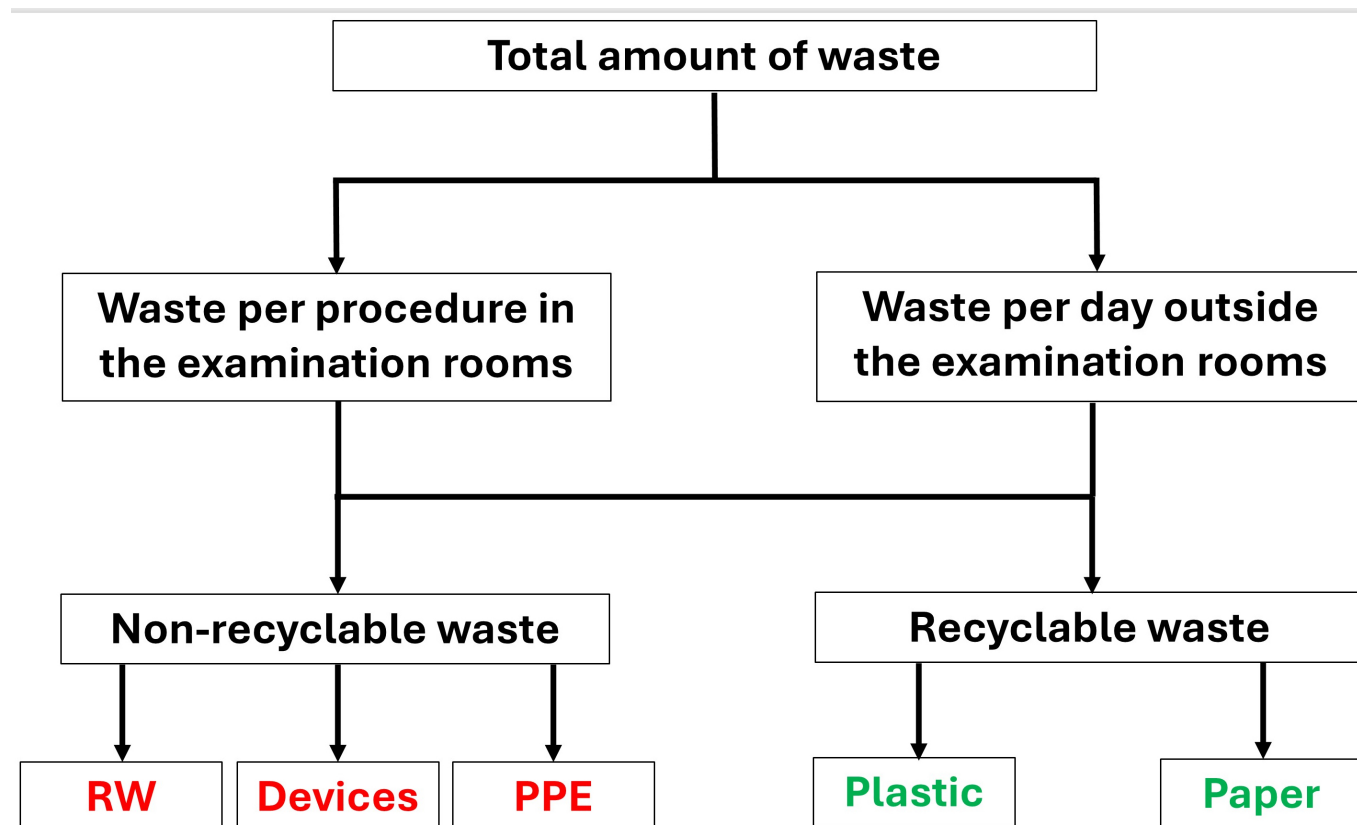 Total amount of waste
Waste per procedure in
the examination rooms
Waste per day outside
the examination rooms
Non-recyclable waste
Recyclable waste
RW
Devices
PPE
Plastic
Paper